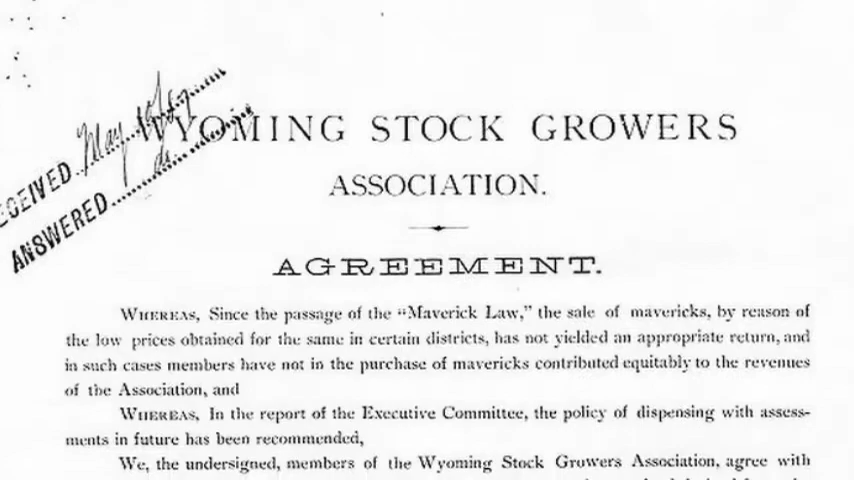 WYOMING STOCK GROWERS
ASSOCIATION.
RECEIVED May
ANSWERED
AGREEMENT.
WHEREAS, Since the passage of the “Maverick Law,” the sale of mavericks, by reason of
the low prices obtained for the same in certain districts, has not yielded an appropriate return, and
in such cases members have not in the purchase of mavericks contributed equitably to the revenues
of the Association, and
WHEREAS, In the report of the Executive Committee, the policy of dispensing with assess-
ments in future has been recommended,
We, the undersigned, members of the Wyoming Stock Growers Association, agree with